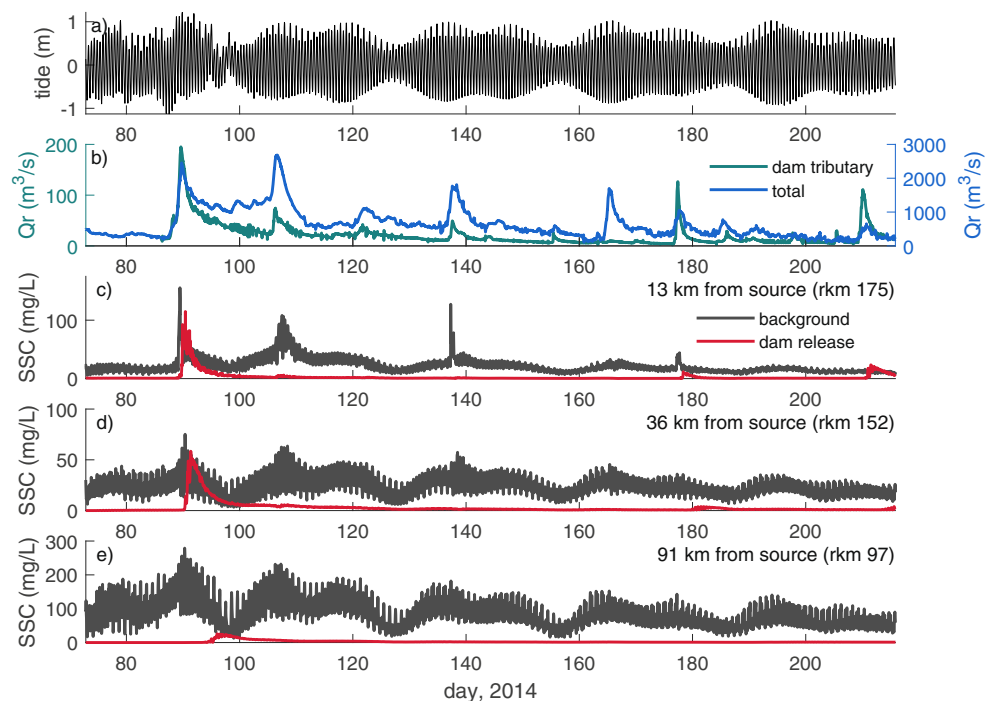 a)
tide (m)
1
0
-1
80 100 120 140 160 180 200
b)
Qr (m³/s)
200
100
0
dam tributary
total
3000
2000
1000
0
Qr (m³/s)
80 100 120 140 160 180 200
c)
13 km from source (rkm 175)
SSC (mg/L)
100
0
background
dam release
80 100 120 140 160 180 200
d)
36 km from source (rkm 152)
SSC (mg/L)
100
50
0
80 100 120 140 160 180 200
e)
91 km from source (rkm 97)
SSC (mg/L)
300
200
100
0
80 100 120 140 160 180 200
day, 2014